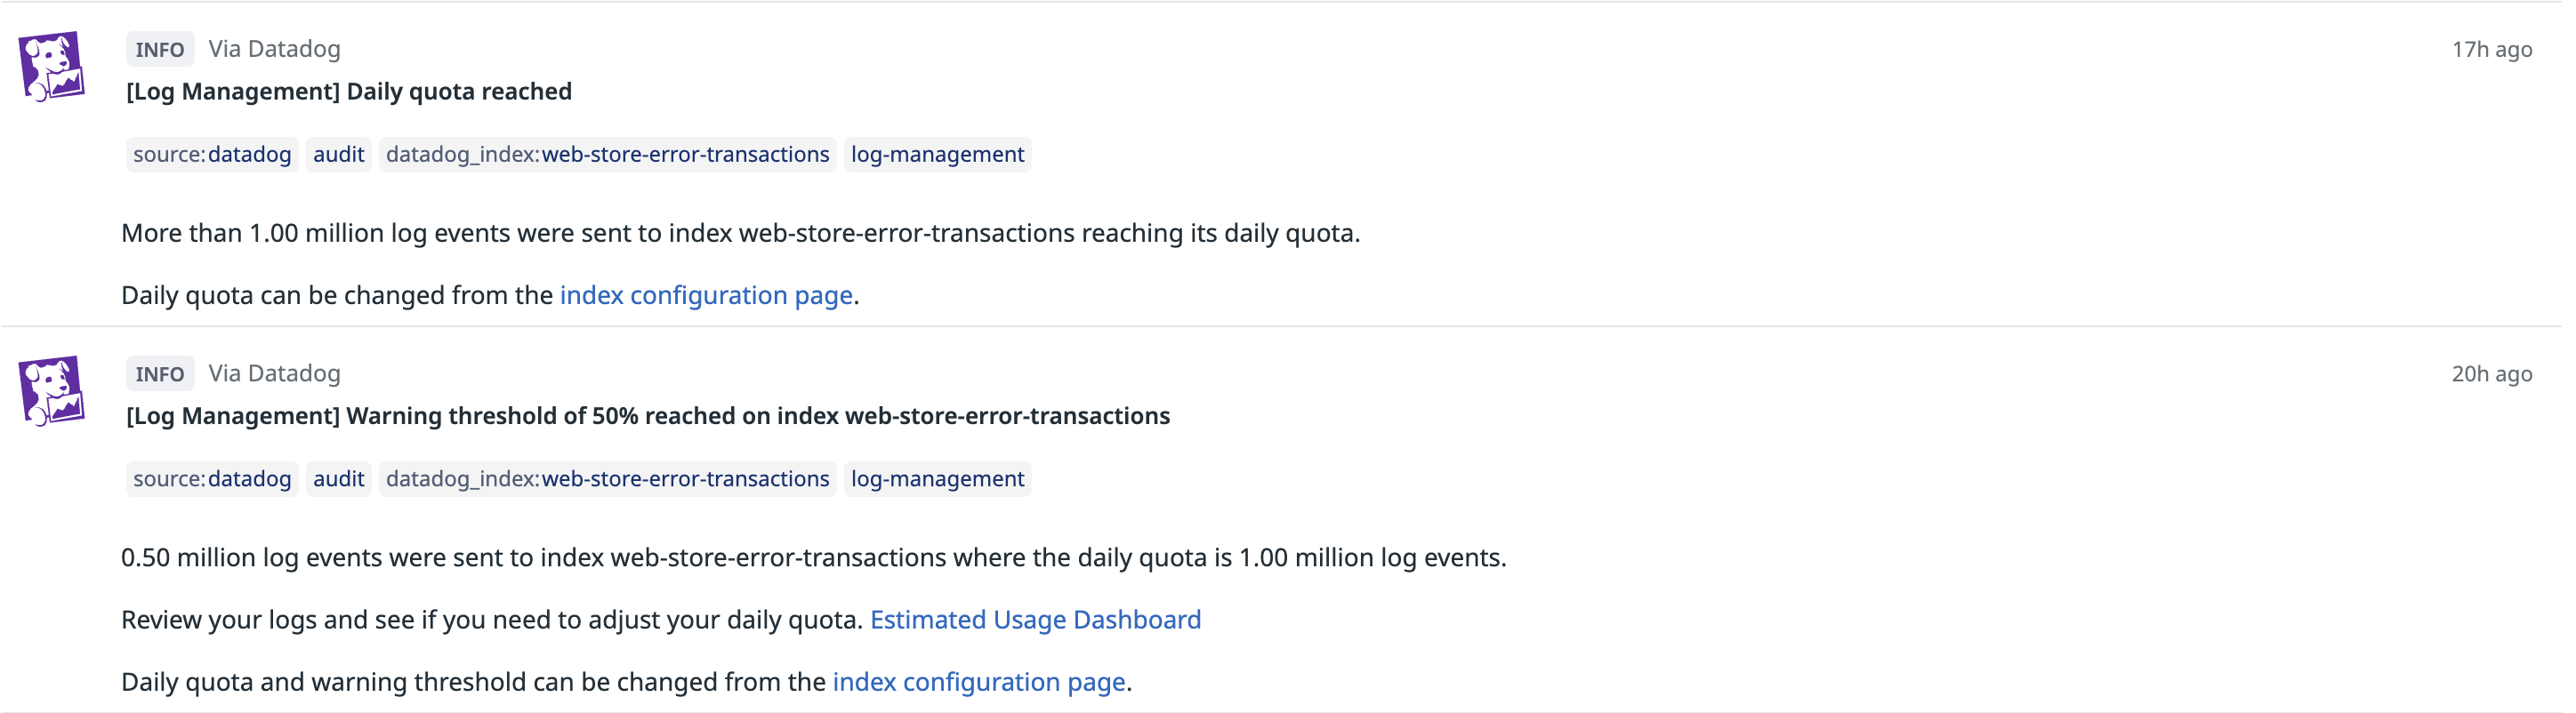 INFO Via Datadog 17h ago
[Log Management] Daily quota reached
source:datadog audit datadog_index:web-store-error-transactions log-management
More than 1.00 million log events were sent to index web-store-error-transactions reaching its daily quota.
Daily quota can be changed from the index configuration page.
INFO Via Datadog 20h ago
[Log Management] Warning threshold of 50% reached on index web-store-error-transactions
source:datadog audit datadog_index:web-store-error-transactions log-management
0.50 million log events were sent to index web-store-error-transactions where the daily quota is 1.00 million log events.
Review your logs and see if you need to adjust your daily quota. Estimated Usage Dashboard
Daily quota and warning threshold can be changed from the index configuration page.